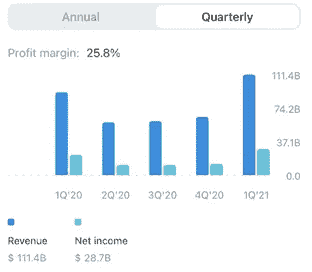 Annual Quarterly
Profit margin: 25.8%
111.4B
74.2B
37.1B
0.0
1Q'20 2Q'20 3Q'20 4Q'20 1Q'21
Revenue Net income
$ 111.4B $ 28.7B